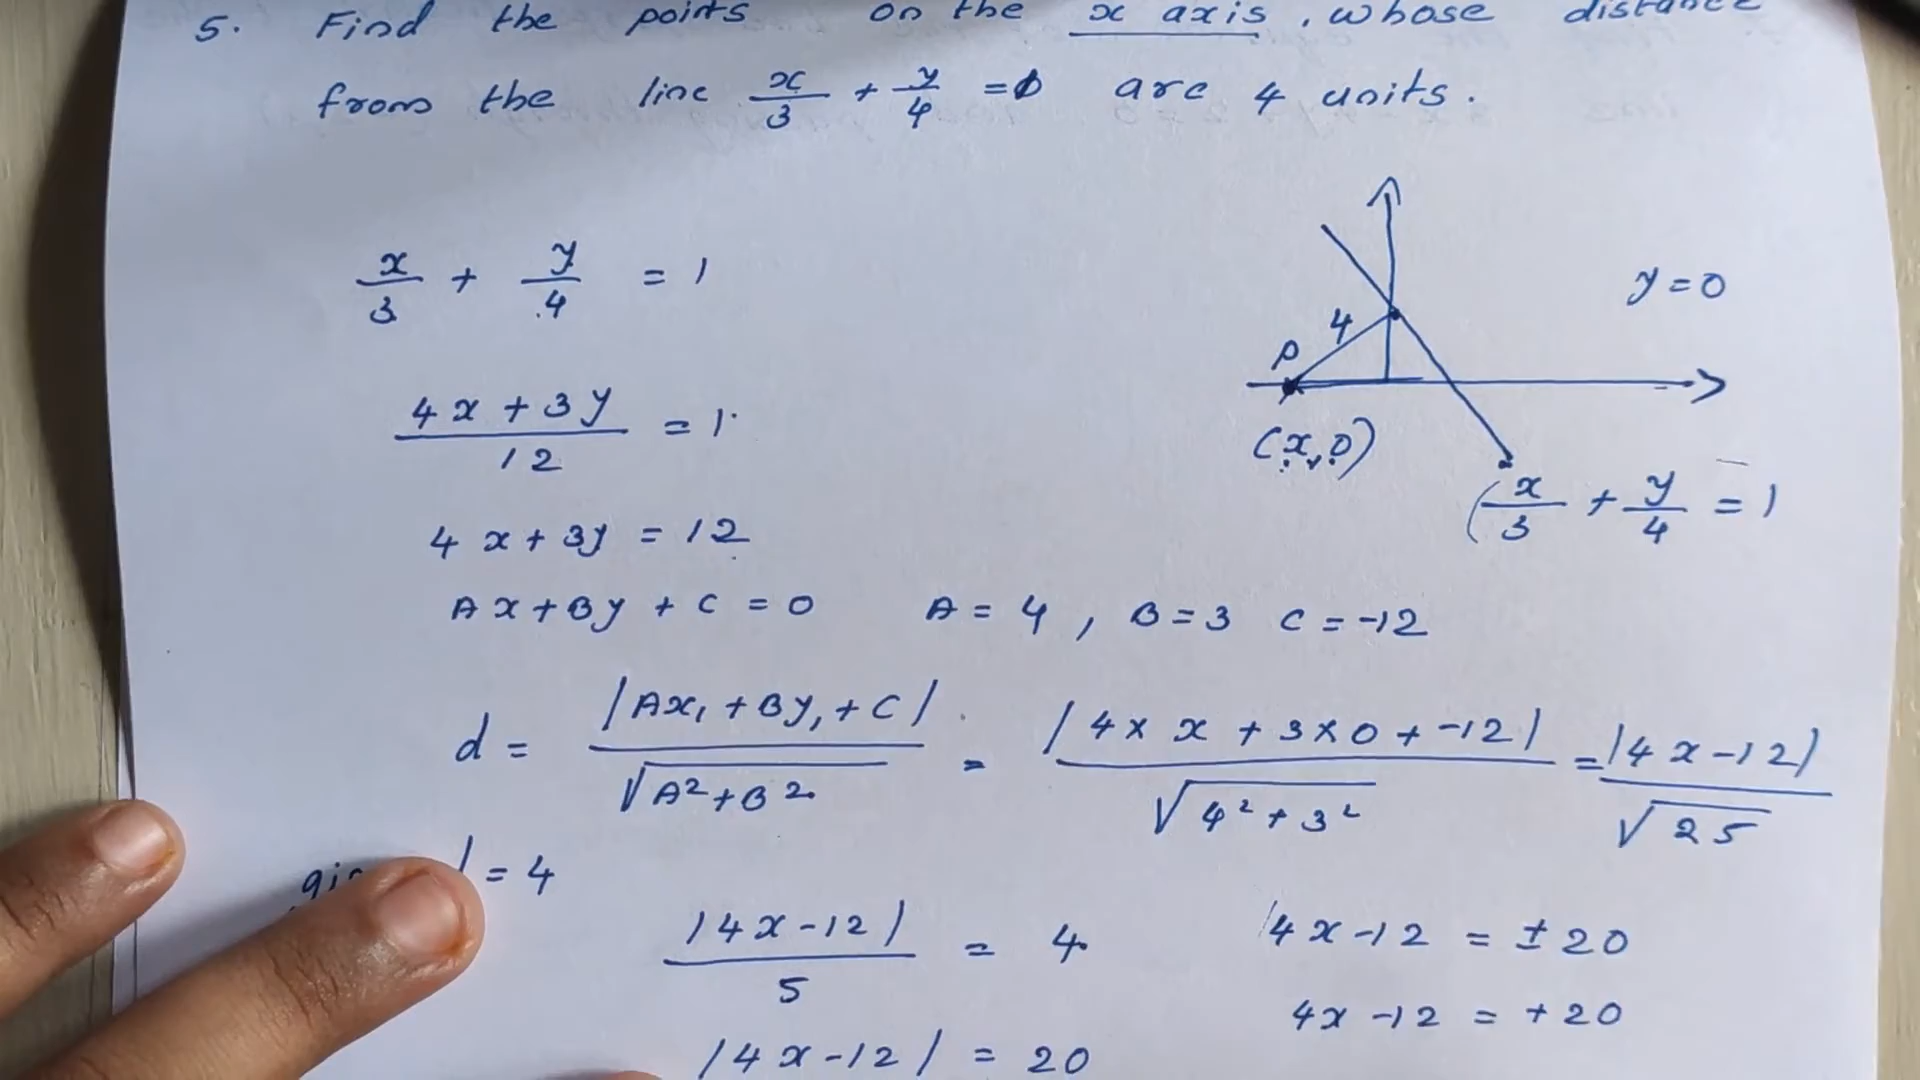 5. Find the points on the x axis, whose distance
from the line x/3 + y/4 = are 4 units.
x/3 + y/4 = 1
y = 0
4
P
(x, 0)
(4x + 3y)/12 = 1
x/3 + y/4 = 1
4x + 3y = 12
Ax + By + C = 0 A = 4, B = 3 C = -12
d = |Ax₁ + By₁ + C| / √(A² + B²) = |4 × x + 3 × 0 + -12| / √(4² + 3²) = |4x - 12| / √25
= 4
|4x - 12| / 5 = 4
4x - 12 = ± 20
4x - 12 = + 20
|4x - 12| = 20